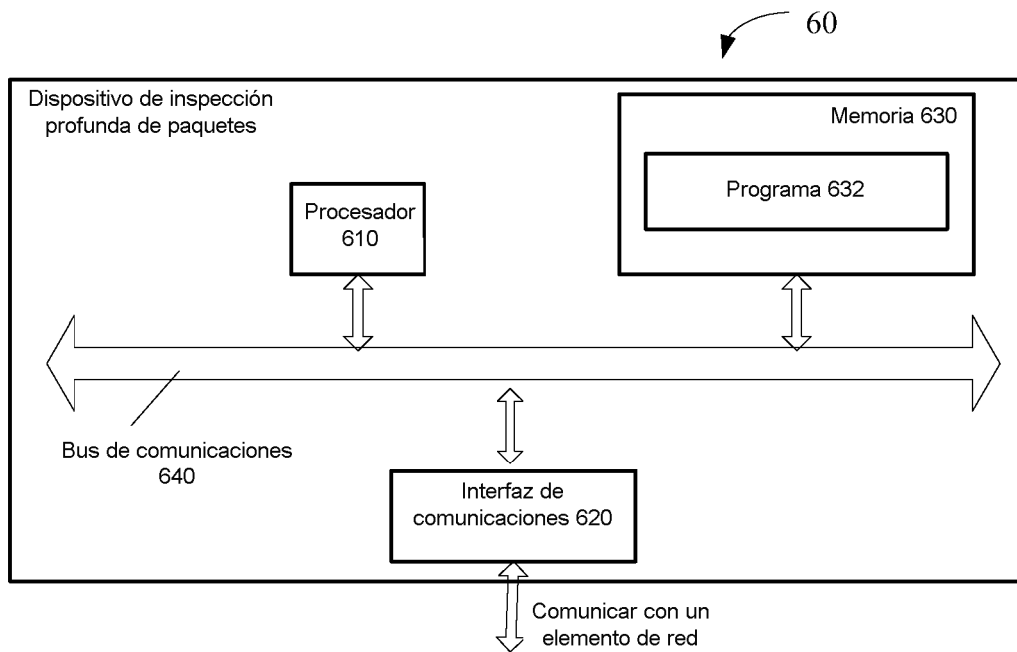 60
Dispositivo de inspección
profunda de paquetes
Memoria 630
Programa 632
Procesador
610
Bus de comunicaciones
640
Interfaz de
comunicaciones 620
Comunicar con un
elemento de red